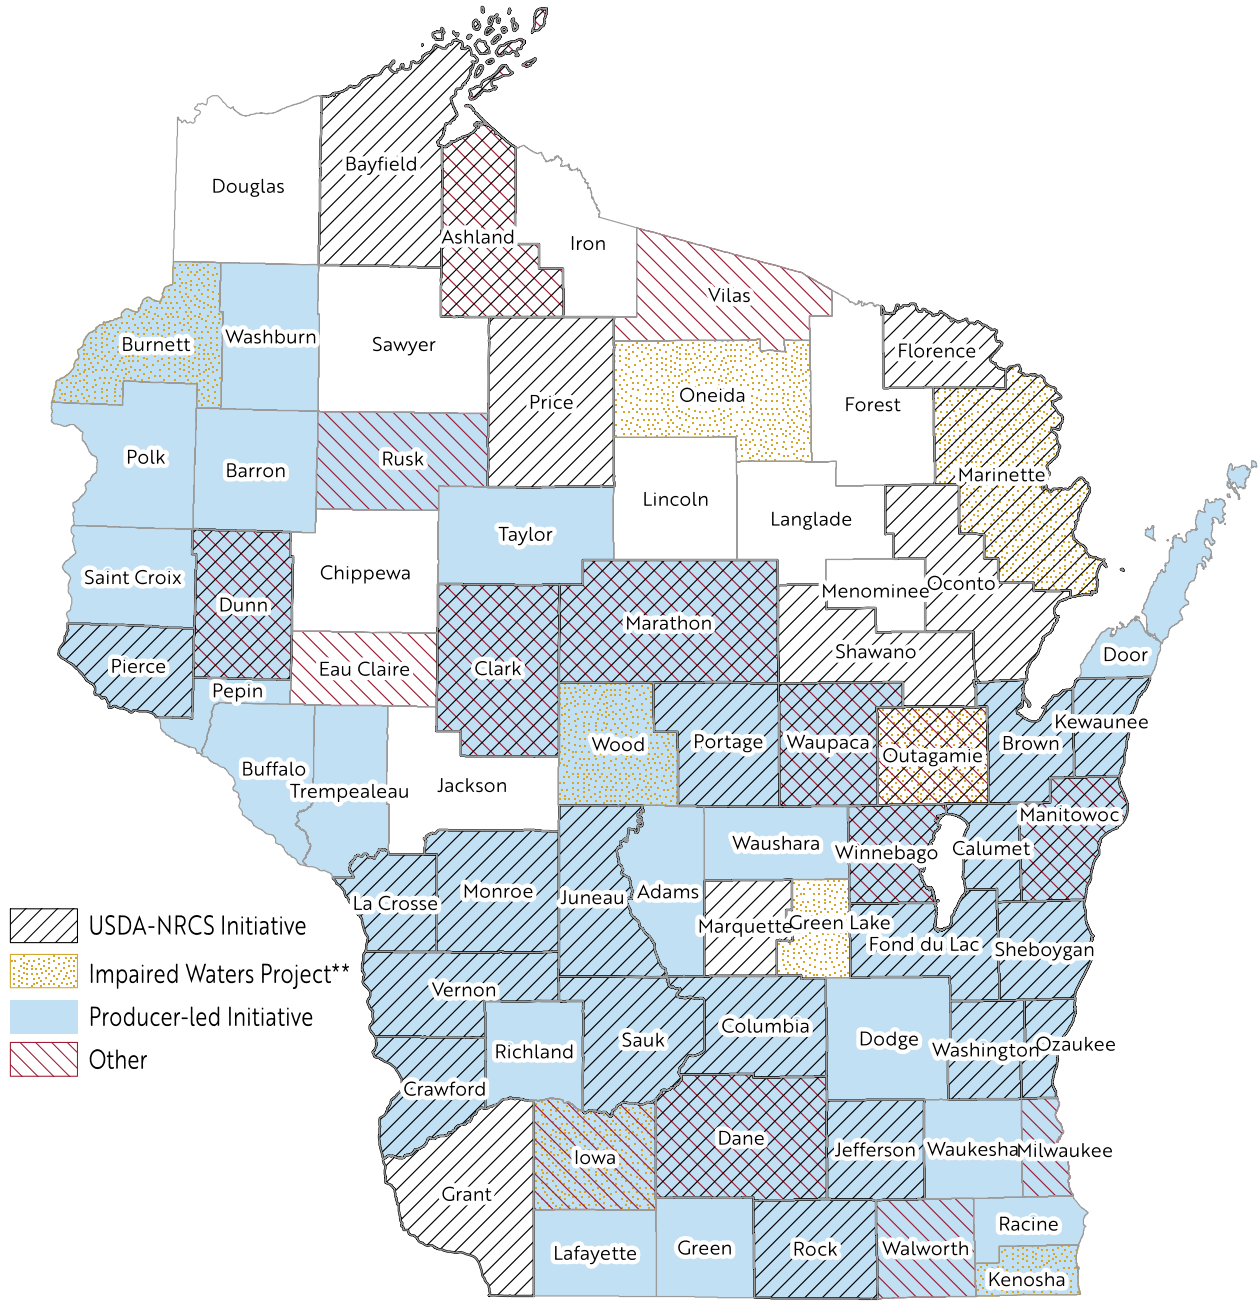 Bayfield
Douglas
Ashland
Iron
Vilas
Burnett
Washburn
Sawyer
Florence
Price
Oneida
Forest
Polk
Barron
Rusk
Marinette
Lincoln
Langlade
Taylor
Saint Croix
Chippewa
Oconto
Menominee
Dunn
Marathon
Pierce
Eau Claire
Clark
Shawano
Door
Pepin
Kewaunee
Wood
Portage
Waupaca
Brown
Outagamie
Buffalo
Trempealeau
Jackson
Manitowoc
Waushara
Winnebago
Calumet
La Crosse
Monroe
Juneau
Adams
Marquette
Green Lake
Fond du Lac
Sheboygan
USDA-NRCS Initiative
Impaired Waters Project**
Producer-led Initiative
Other
Vernon
Richland
Sauk
Columbia
Dodge
Washington
Ozaukee
Crawford
Iowa
Dane
Jefferson
Waukesha
Milwaukee
Grant
Lafayette
Green
Rock
Walworth
Racine
Kenosha